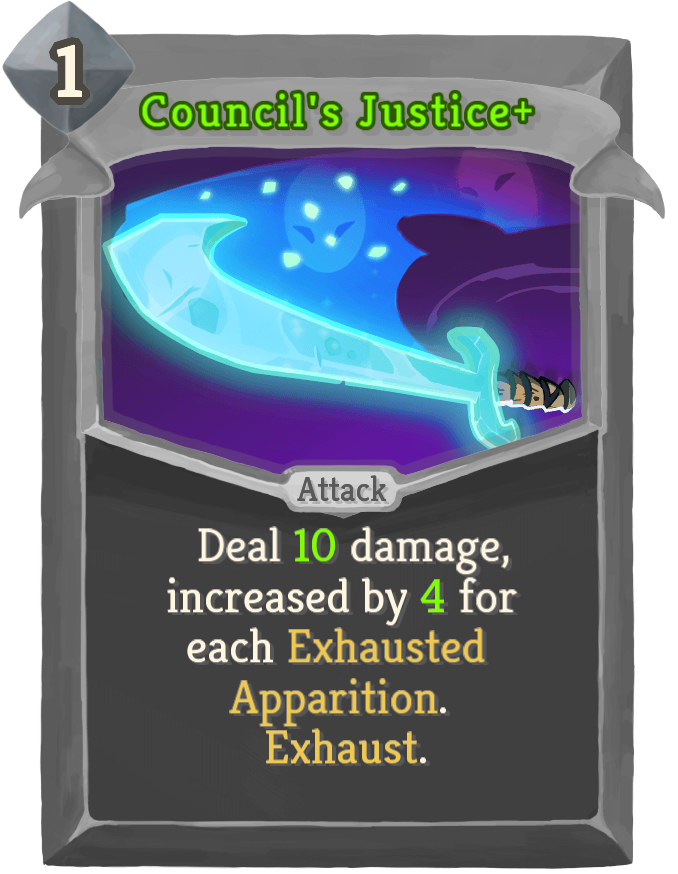 1
Council's Justice+
Attack
Deal 10 damage,
increased by 4 for
each Exhausted
Apparition.
Exhaust.